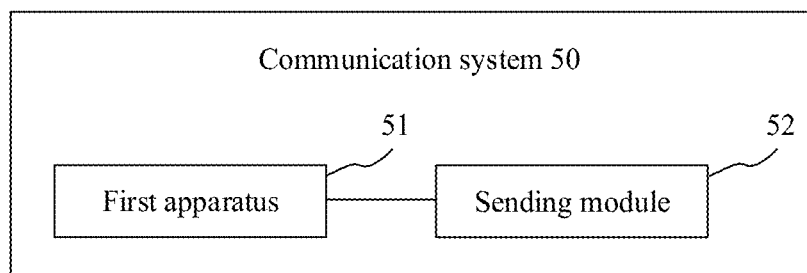 Communication system 50
51
52
First apparatus
Sending module